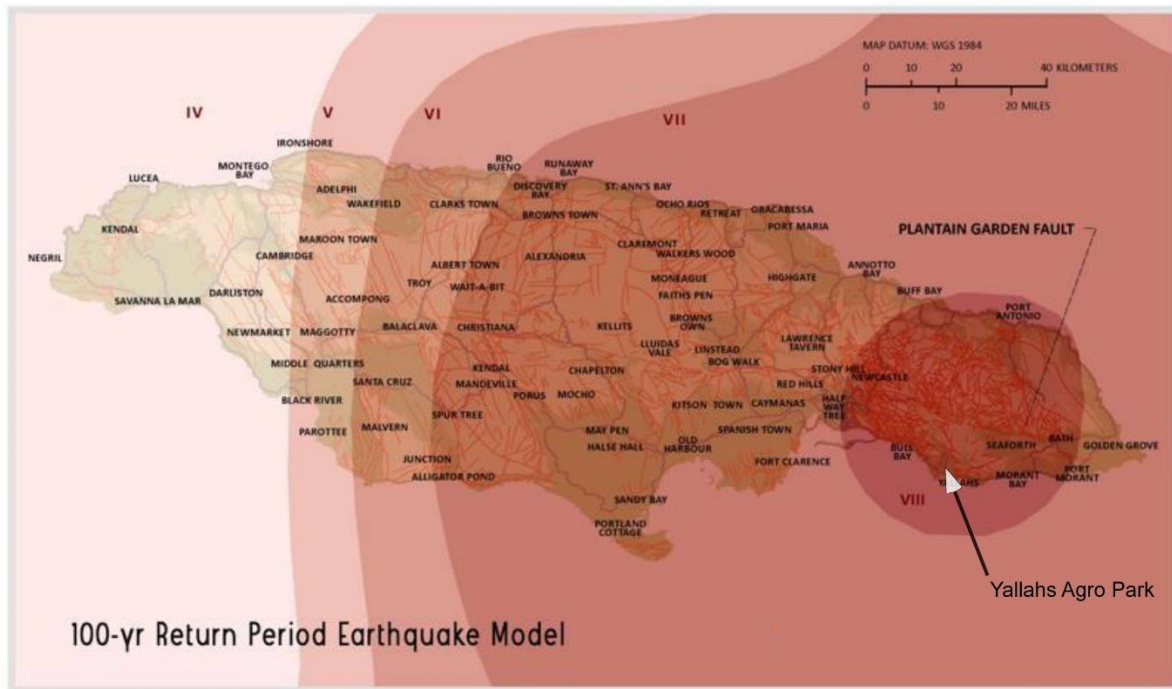 MAP DATUM: WGS 1984
0 10 20 40 KILOMETERS
0 10 20 MILES
IV
V
VI
VII
IRONSHORE
MONTEGO
BAY
LUCEA
ADELPHI
WAKEFIELD
KENDAL
NEGRIL
MAROON TOWN
CAMBRIDGE
SAVANNA LA MAR
DARLISTON
ACCOMPONG
NEWMARKET
MAGGOTTY
BALACLAVA
MIDDLE QUARTERS
SANTA CRUZ
BLACK RIVER
PAROTTEE
MALVERN
JUNCTION
ALLIGATOR POND
RIO
BUENO
RUNAWAY
BAY
DISCOVERY
BAY
ST. ANN'S BAY
CLARKS TOWN
BROWNS TOWN
OCHO RIOS
RETREAT
ORACABESSA
PORT MARIA
CLAREMONT
WALKERS WOOD
ALEXANDRIA
ALBERT TOWN
TROY
WAIT-A-BIT
MONEAGUE
FAITHS PEN
HIGHGATE
ANNOTTO
BAY
BUFF BAY
PLANTAIN GARDEN FAULT
PORT
ANTONIO
CHRISTIANA
KELLITS
BROWNS
OWN
LLUIDAS
VALE
LINSTEAD
BOG WALK
LAWRENCE
TAVERN
KENDAL
MANDEVILLE
CHAPELTON
PORUS
MOCHO
STONY HILL
NEWCASTLE
RED HILLS
SPUR TREE
KITSON TOWN
CAYMANAS
HALF
WAY
TREE
MAY PEN
HALSE HALL
OLD
HARBOUR
SPANISH TOWN
FORT CLARENCE
BULL
BAY
SEAFORTH
BATH
GOLDEN GROVE
YALLAHS
MORANT
BAY
PORT
MORANT
VIII
SANDY BAY
PORTLAND
COTTAGE
Yallahs Agro Park
100-yr Return Period Earthquake Model